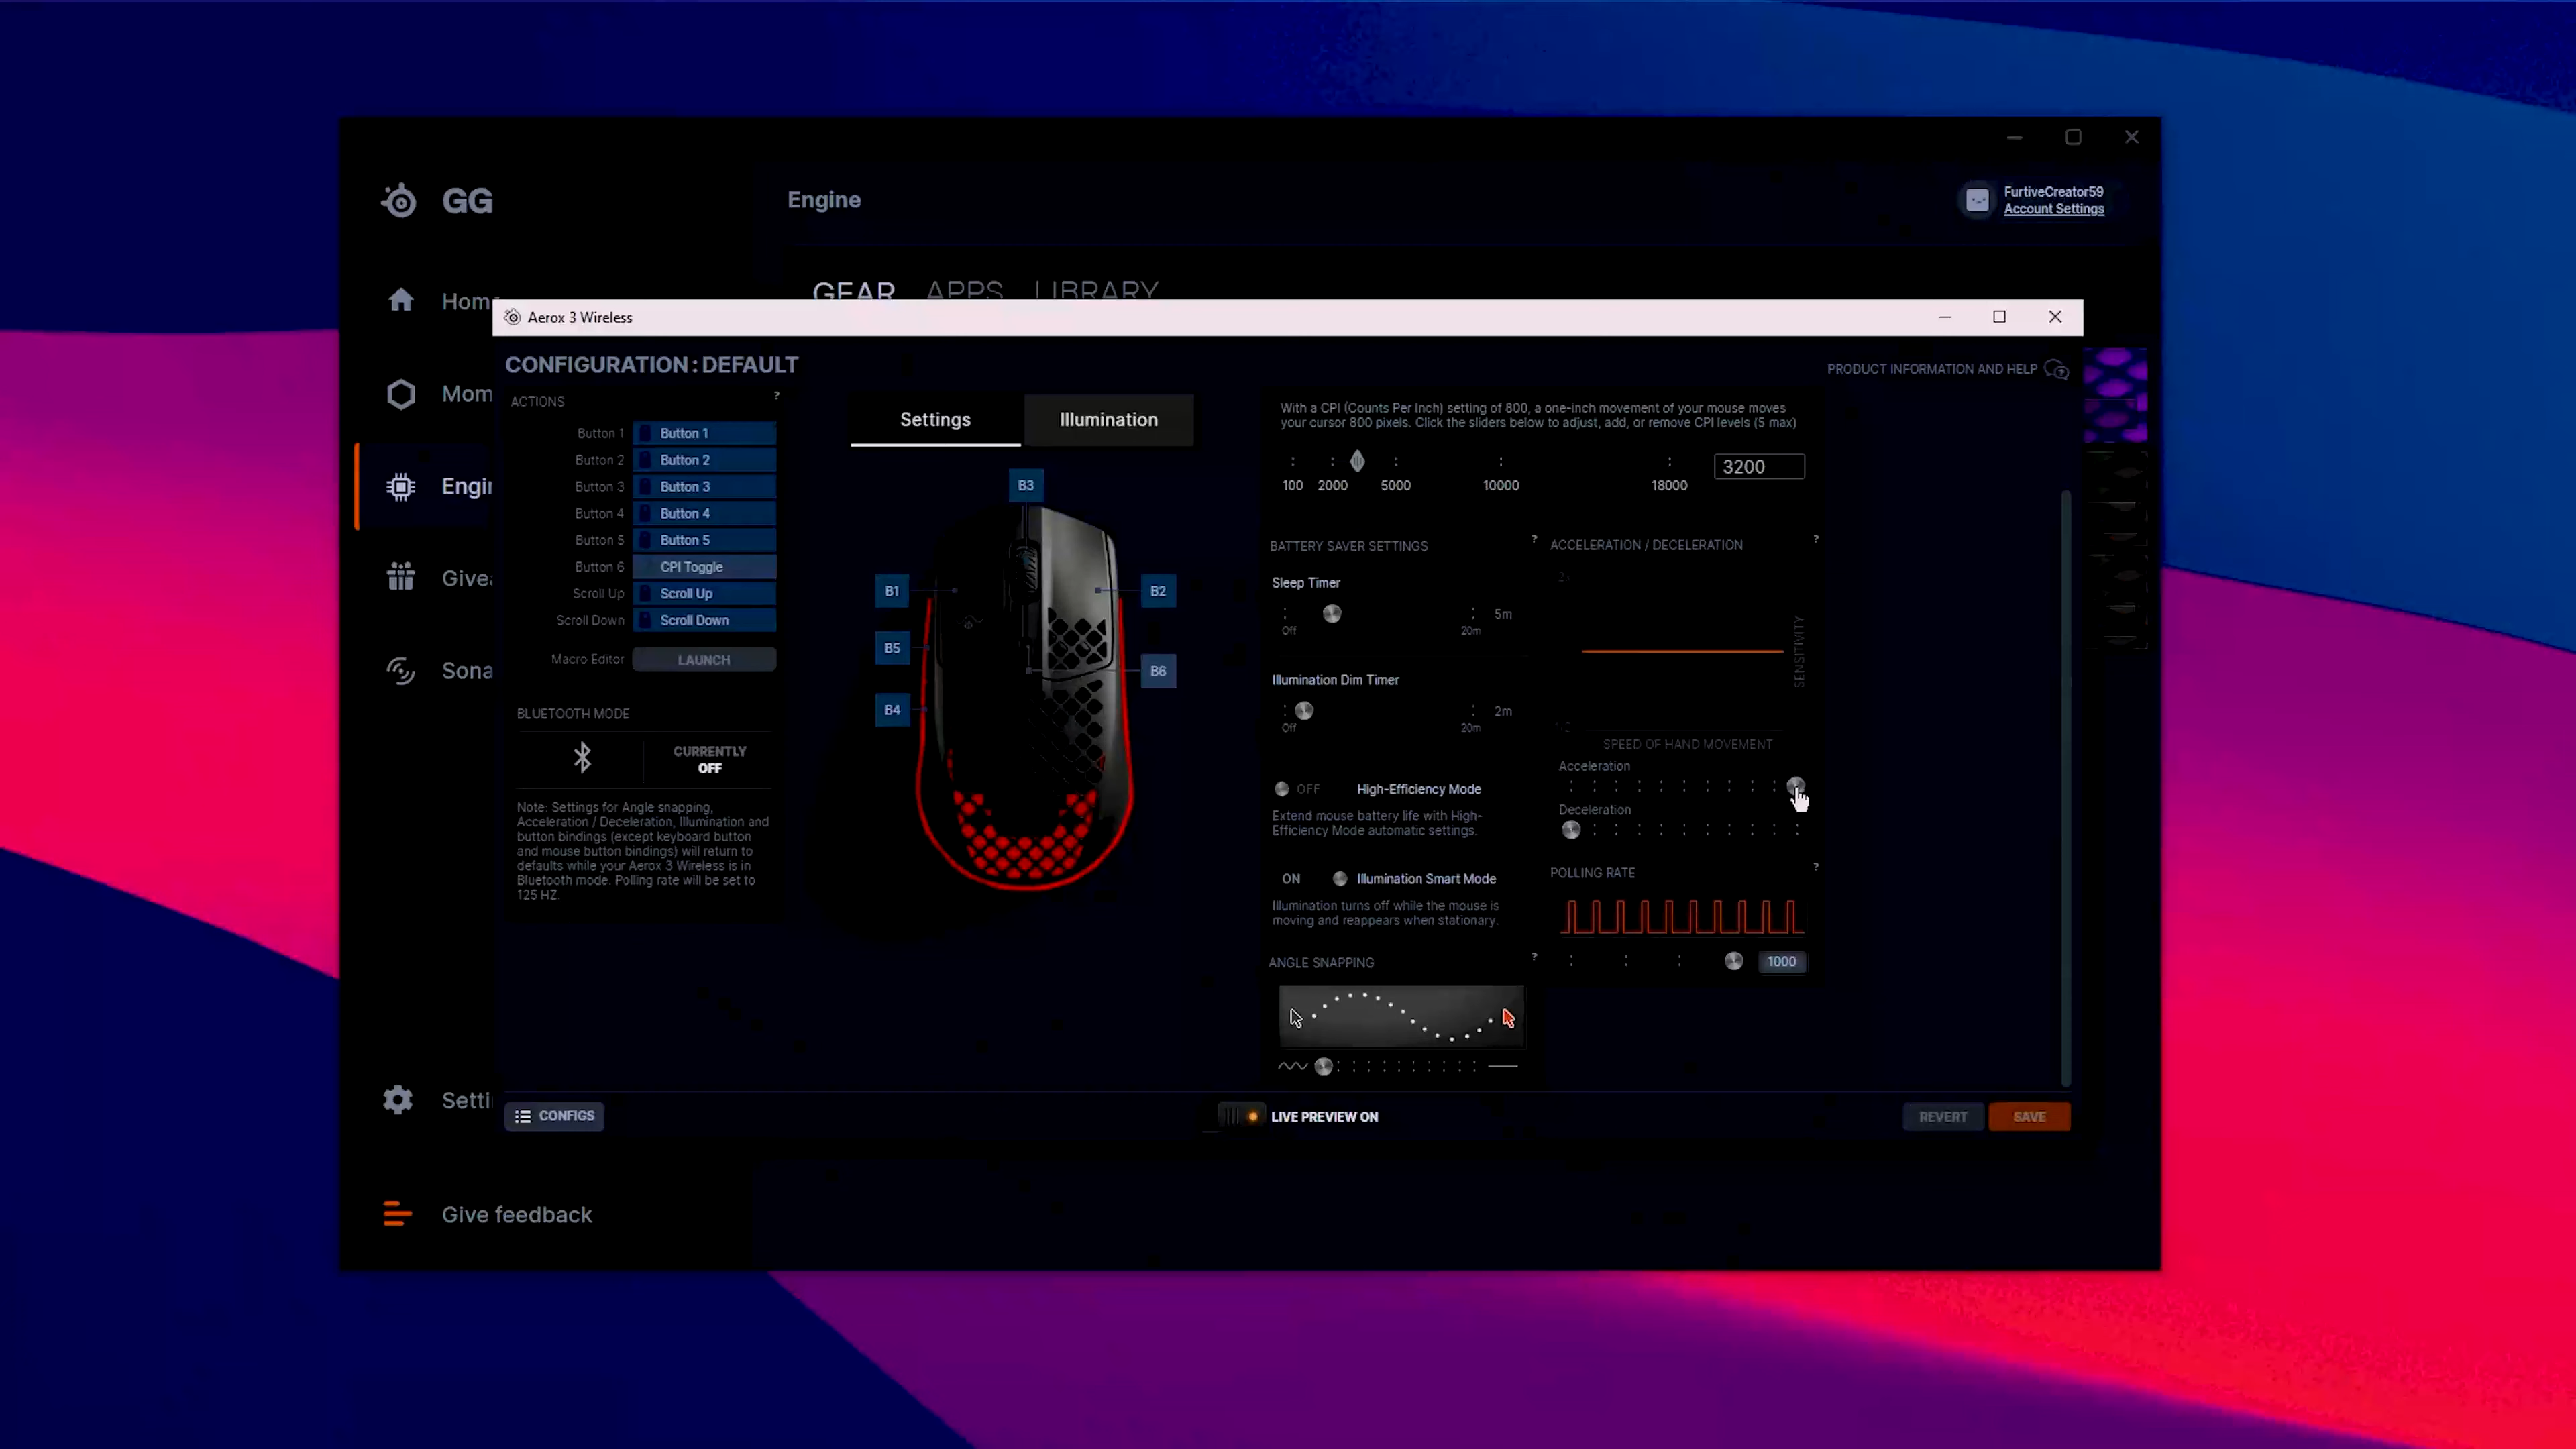 GG
Engine
FurtiveCreator59
Account Settings
Hom
GEAR APPS LIBRARY
Aerox 3 Wireless
CONFIGURATION: DEFAULT
PRODUCT INFORMATION AND HELP
Mom
ACTIONS ?
Button 1 Button 1
Button 2 Button 2
Button 3 Button 3
Button 4 Button 4
Button 5 Button 5
Button 6 CPI Toggle
Scroll Up Scroll Up
Scroll Down Scroll Down
Macro Editor LAUNCH
BLUETOOTH MODE
CURRENTLY
OFF
Note: Settings for Angle snapping,
Acceleration / Deceleration, Illumination and
button bindings (except keyboard button
and mouse button bindings) will return to
defaults while your Aerox 3 Wireless is in
Bluetooth mode. Polling rate will be set to
125 HZ.
Settings Illumination
B3
B1
B2
B5
B6
B4
With a CPI (Counts Per Inch) setting of 800, a one-inch movement of your mouse moves
your cursor 800 pixels. Click the sliders below to adjust, add, or remove CPI levels (5 max)
3200
100 2000 5000 10000 18000
BATTERY SAVER SETTINGS ?
Sleep Timer
5m
Off 20m
Illumination Dim Timer
2m
Off 20m
OFF High-Efficiency Mode
Extend mouse battery life with High-
Efficiency Mode automatic settings.
ON Illumination Smart Mode
Illumination turns off while the mouse is
moving and reappears when stationary.
ANGLE SNAPPING ?
ACCELERATION / DECELERATION ?
SENSITIVITY
SPEED OF HAND MOVEMENT
Acceleration
Deceleration
POLLING RATE ?
1000
Engi
Give
Sona
Setti
CONFIGS
LIVE PREVIEW ON
REVERT SAVE
Give feedback